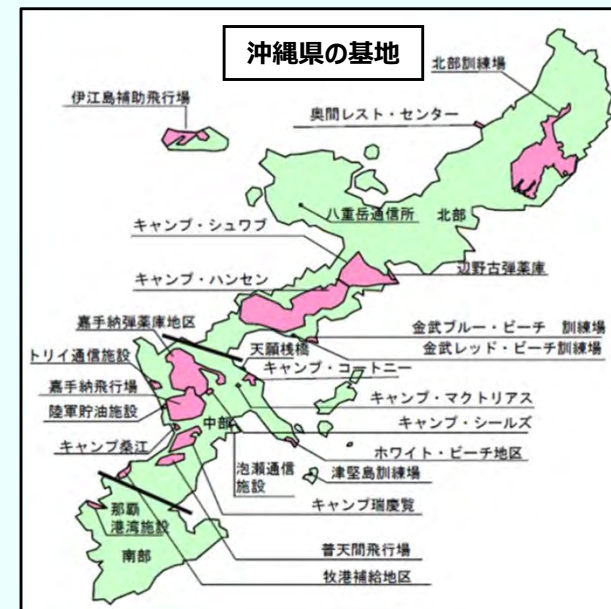 沖縄県の基地
北部訓練場
伊江島補助飛行場
奥間レスト・センター
八重岳通信所
北部
キャンプ・シュワブ
辺野古弾薬庫
キャンプ・ハンセン
嘉手納弾薬庫地区
金武ブルー・ビーチ 訓練場
天願桟橋
金武レッド・ビーチ訓練場
トリイ通信施設
キャンプ・コートニー
嘉手納飛行場
キャンプ・マクトリアス
陸軍貯油施設
キャンプ・シールズ
中部
キャンプ桑江
ホワイト・ビーチ地区
泡瀬通信
施設
津堅島訓練場
キャンプ瑞慶覧
那覇
港湾施設
普天間飛行場
南部
牧港補給地区